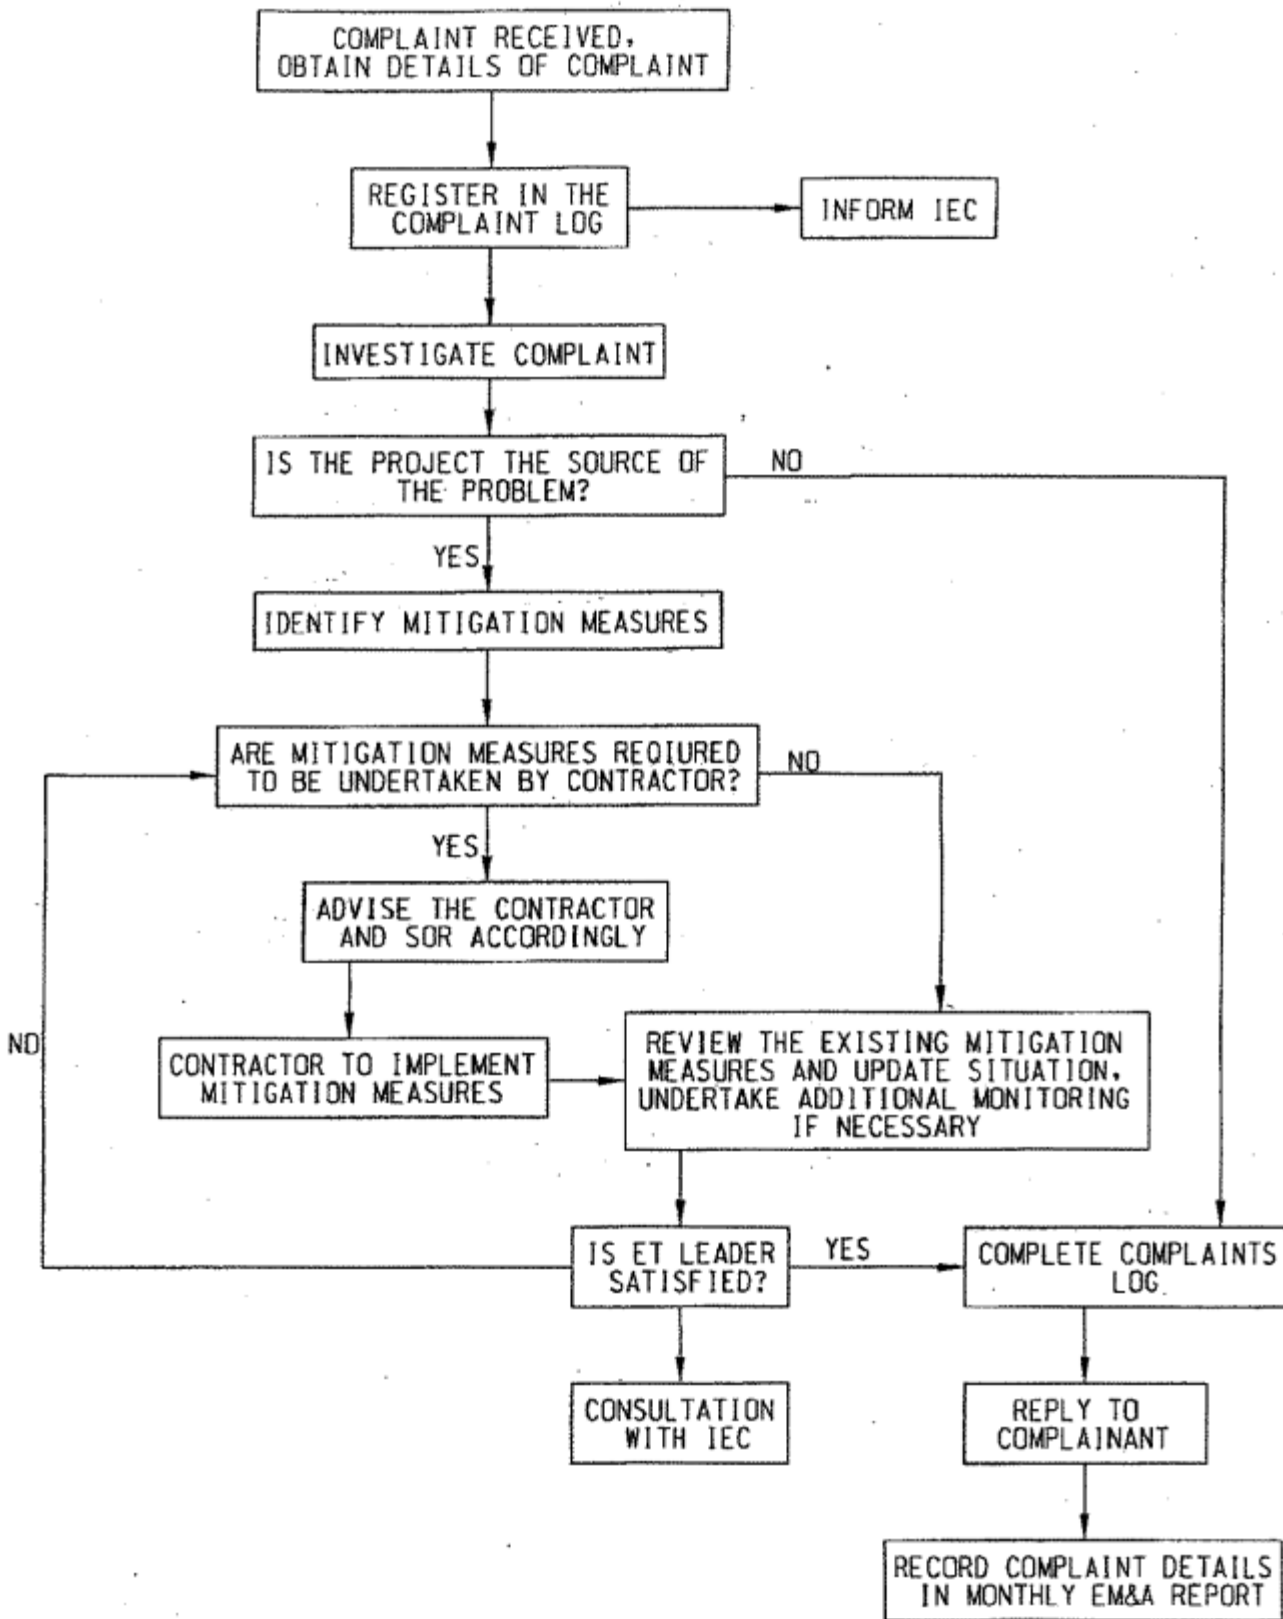 COMPLAINT RECEIVED,
OBTAIN DETAILS OF COMPLAINT
REGISTER IN THE
COMPLAINT LOG
INFORM IEC
INVESTIGATE COMPLAINT
IS THE PROJECT THE SOURCE OF
THE PROBLEM?
NO
YES
IDENTIFY MITIGATION MEASURES
ARE MITIGATION MEASURES REQIURED
TO BE UNDERTAKEN BY CONTRACTOR?
NO
YES
ADVISE THE CONTRACTOR
AND SOR ACCORDINGLY
NO
CONTRACTOR TO IMPLEMENT
MITIGATION MEASURES
REVIEW THE EXISTING MITIGATION
MEASURES AND UPDATE SITUATION,
UNDERTAKE ADDITIONAL MONITORING
IF NECESSARY
IS ET LEADER
SATISFIED?
YES
COMPLETE COMPLAINTS
LOG
CONSULTATION
WITH IEC
REPLY TO
COMPLAINANT
RECORD COMPLAINT DETAILS
IN MONTHLY EM&A REPORT